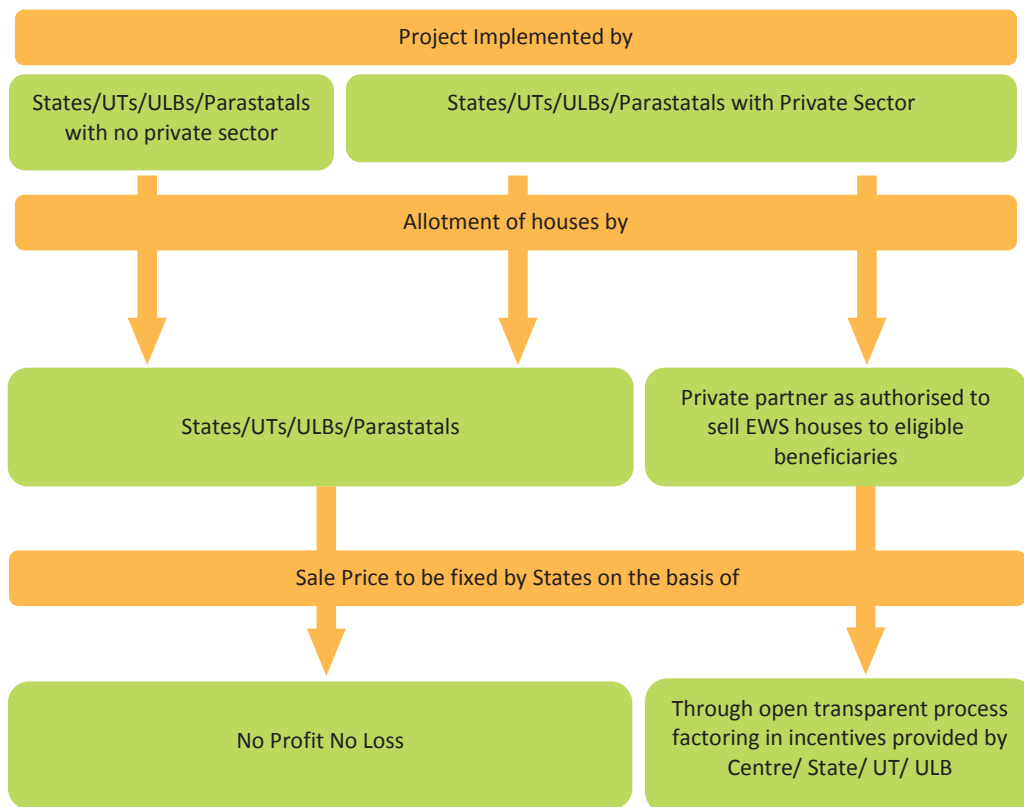 Project Implemented by
States/UTs/ULBs/Parastatals
with no private sector
States/UTs/ULBs/Parastatals with Private Sector
Allotment of houses by
States/UTs/ULBs/Parastatals
Private partner as authorised to
sell EWS houses to eligible
beneficiaries
Sale Price to be fixed by States on the basis of
No Profit No Loss
Through open transparent process
factoring in incentives provided by
Centre/ State/ UT/ ULB